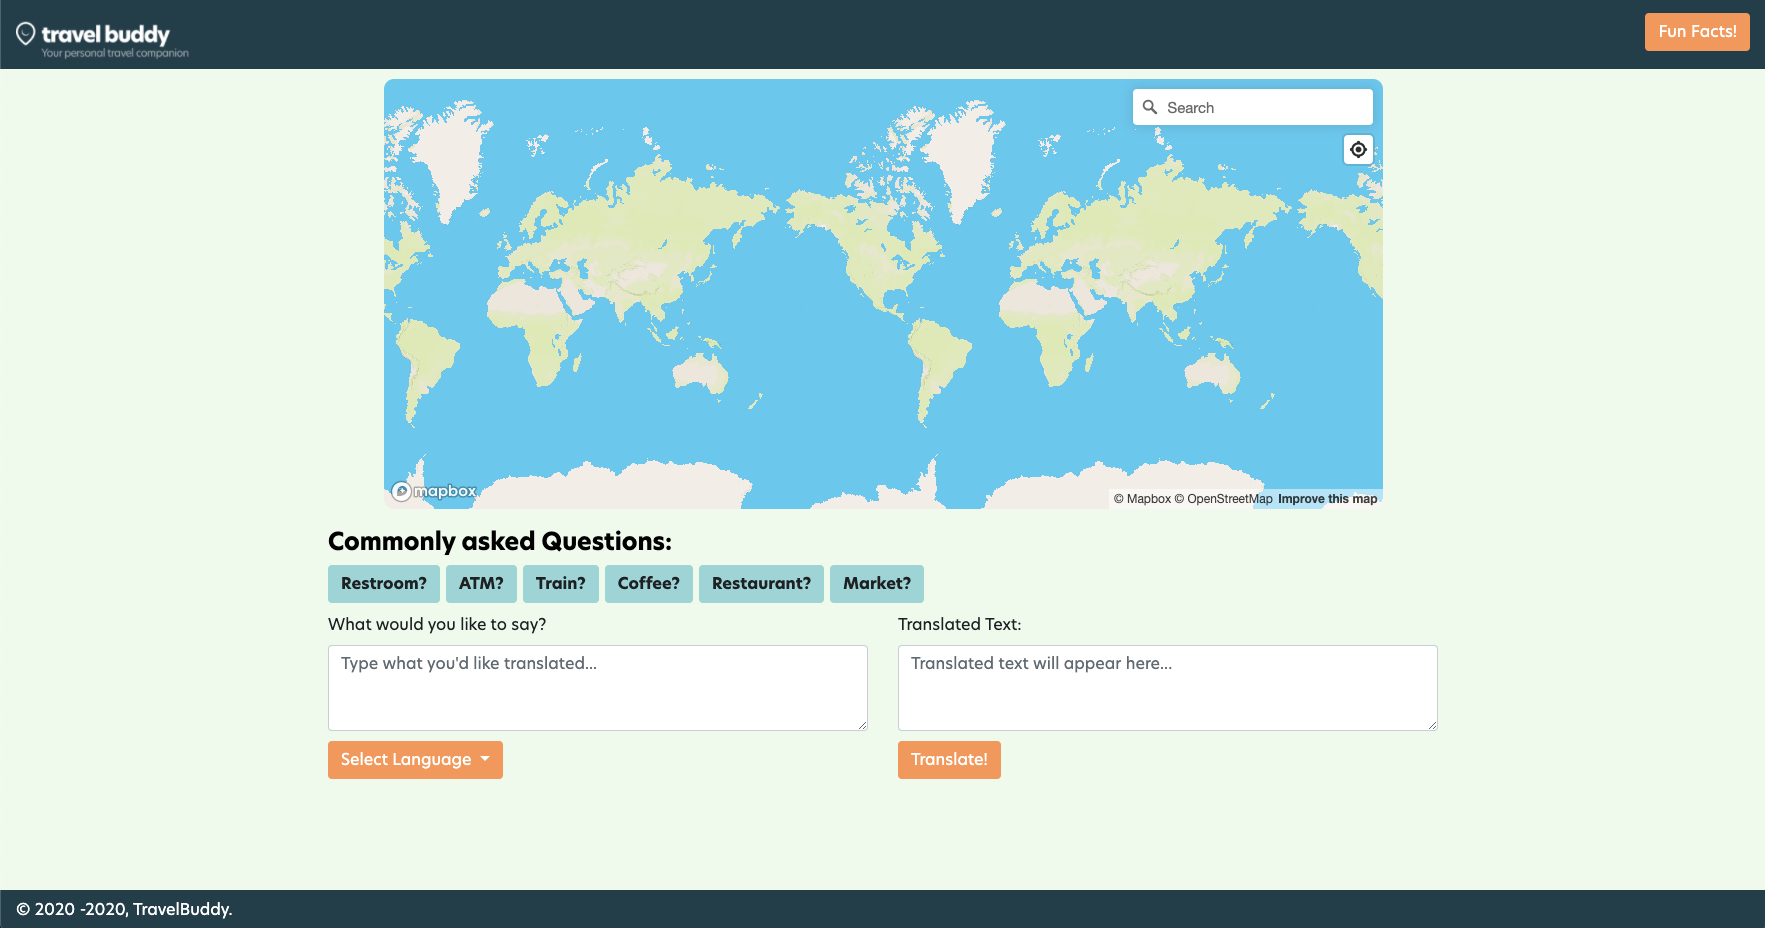 travel buddy
Your personal travel companion
Fun Facts!
Search
mapbox
© Mapbox © OpenStreetMap Improve this map
Commonly asked Questions:
Restroom? ATM? Train? Coffee? Restaurant? Market?
What would you like to say?
Translated Text:
Type what you'd like translated...
Translated text will appear here...
Select Language
Translate!
© 2020 -2020, TravelBuddy.